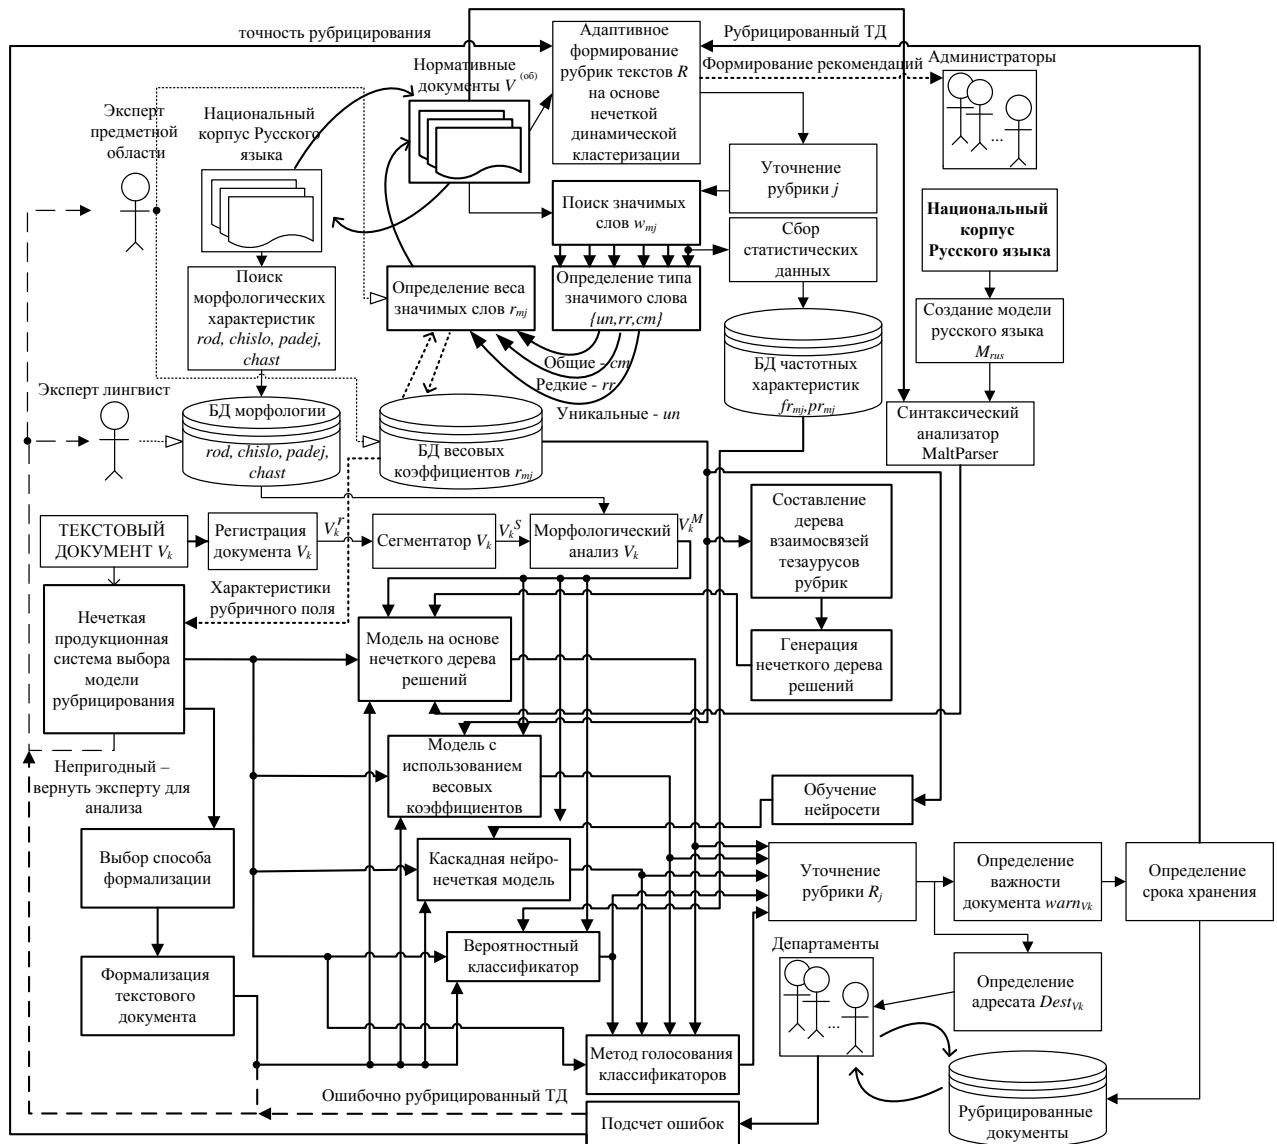 точность рубрицирования
Адаптивное
формирование
рубрик текстов R
на основе
нечеткой
динамической
кластеризации
Рубрицированный ТД
Формирование рекомендаций
Администраторы
...
Нормативные
документы V (об)
Эксперт
предметной
области
Национальный
корпус Русского
языка
Уточнение
рубрики j
Поиск значимых
слов wmj
Сбор
статистических
данных
Национальный
корпус
Русского языка
Поиск
морфологических
характеристик
rod, chislo, padej,
chast
Определение веса
значимых слов rmj
Определение типа
значимого слова
{un,rr,cm}
Создание модели
русского языка
Mrus
Общие - cm
Редкие - rr
Уникальные - un
БД частотных
характеристик
frmj,prmj
Эксперт лингвист
БД морфологии
rod, chislo, padej,
chast
БД весовых
коэффициентов rmj
Синтаксический
анализатор
MaltParser
ТЕКСТОВЫЙ
ДОКУМЕНТ Vk
Регистрация
документа Vk
Vkr
Сегментатор Vk
VkS
Морфологический
анализ Vk
VkM
Составление
дерева
взаимосвязей
тезаурусов
рубрик
Характеристики
рубричного поля
Нечеткая
продукционная
система выбора
модели
рубрицирования
Модель на основе
нечеткого дерева
решений
Генерация
нечеткого дерева
решений
Непригодный –
вернуть эксперту для
анализа
Модель с
использованием
весовых
коэффициентов
Обучение
нейросети
Выбор способа
формализации
Каскадная нейро-
нечеткая модель
Уточнение
рубрики Rj
Определение
важности
документа warnVk
Определение
срока хранения
Вероятностный
классификатор
Департаменты
...
Формализация
текстового
документа
Определение
адресата DestVk
Метод голосования
классификаторов
Ошибочно рубрицированный ТД
Подсчет ошибок
Рубрицированные
документы